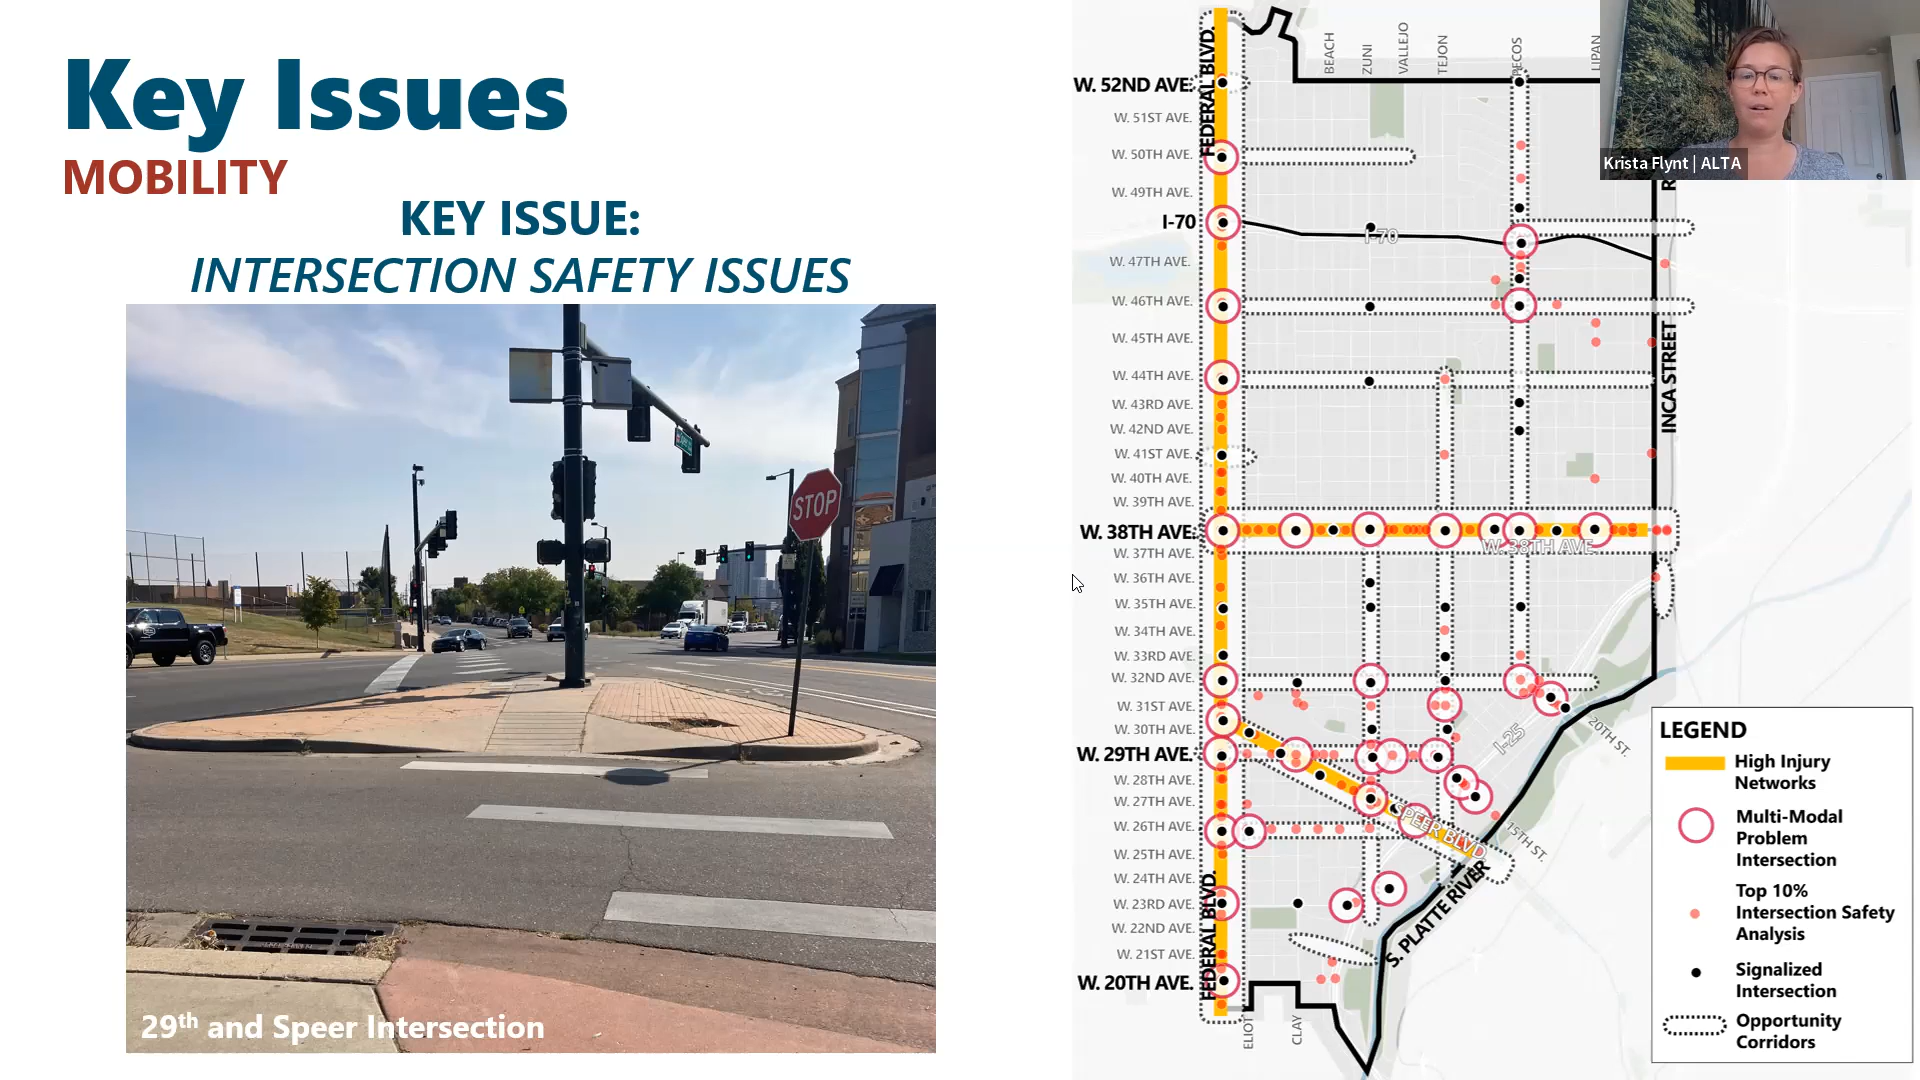 Key Issues
MOBILITY
KEY ISSUE:
INTERSECTION SAFETY ISSUES
STOP
29th and Speer Intersection
FEDERAL BLVD.
BEACH
ZUNI
VALLEJO
TEJON
PECOS
LIPAN
Krista Flynt | ALTA
W. 52ND AVE.
W. 51ST AVE.
W. 50TH AVE.
W. 49TH AVE.
I-70
I-70
W. 47TH AVE.
W. 46TH AVE.
W. 45TH AVE.
W. 44TH AVE.
W. 43RD AVE.
W. 42ND AVE.
W. 41ST AVE.
W. 40TH AVE.
W. 39TH AVE.
INCA STREET
W. 38TH AVE.
W. 38TH AVE.
W. 37TH AVE.
W. 36TH AVE.
W. 35TH AVE.
W. 34TH AVE.
W. 33RD AVE.
W. 32ND AVE.
W. 31ST AVE.
W. 30TH AVE.
W. 29TH AVE.
W. 28TH AVE.
W. 27TH AVE.
W. 26TH AVE.
W. 25TH AVE.
W. 24TH AVE.
W. 23RD AVE.
W. 22ND AVE.
W. 21ST AVE.
W. 20TH AVE.
FEDERAL BLVD.
ELIOT
CLAY
SPEER BLVD.
I-25
20TH ST.
15TH ST.
S. PLATTE RIVER
LEGEND
High Injury
Networks
Multi-Modal
Problem
Intersection
Top 10%
Intersection Safety
Analysis
Signalized
Intersection
Opportunity
Corridors